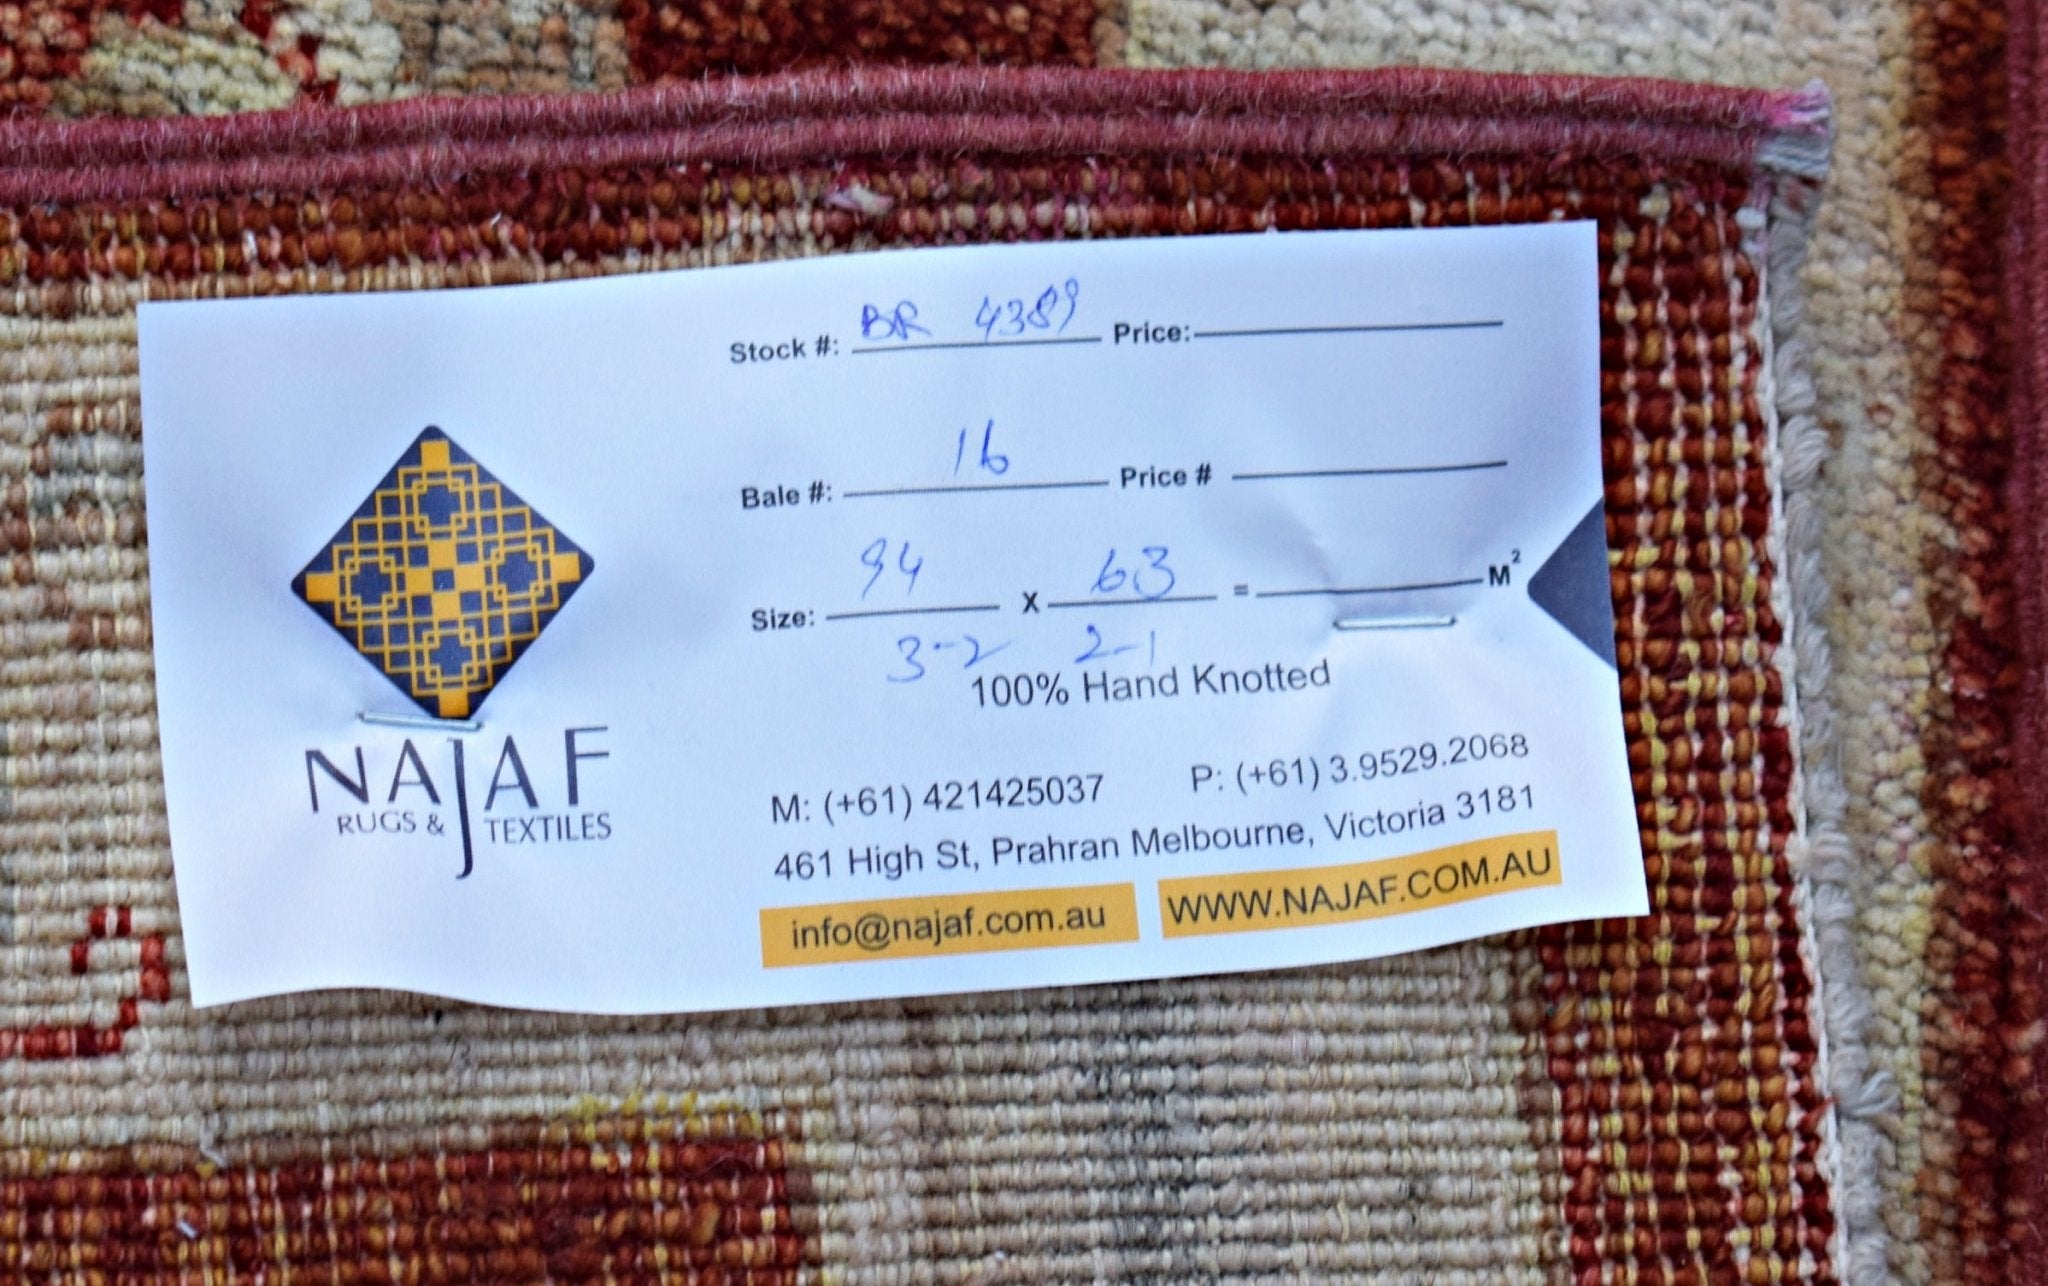 Stock #: BR 4389 Price:
Bale #: 16 Price #
Size: 94 x 63 = M²
3-2 2-1
100% Hand Knotted
NAJAF
RUGS & TEXTILES
M: (+61) 421425037 P: (+61) 3.9529.2068
461 High St, Prahran Melbourne, Victoria 3181
info@najaf.com.au WWW.NAJAF.COM.AU